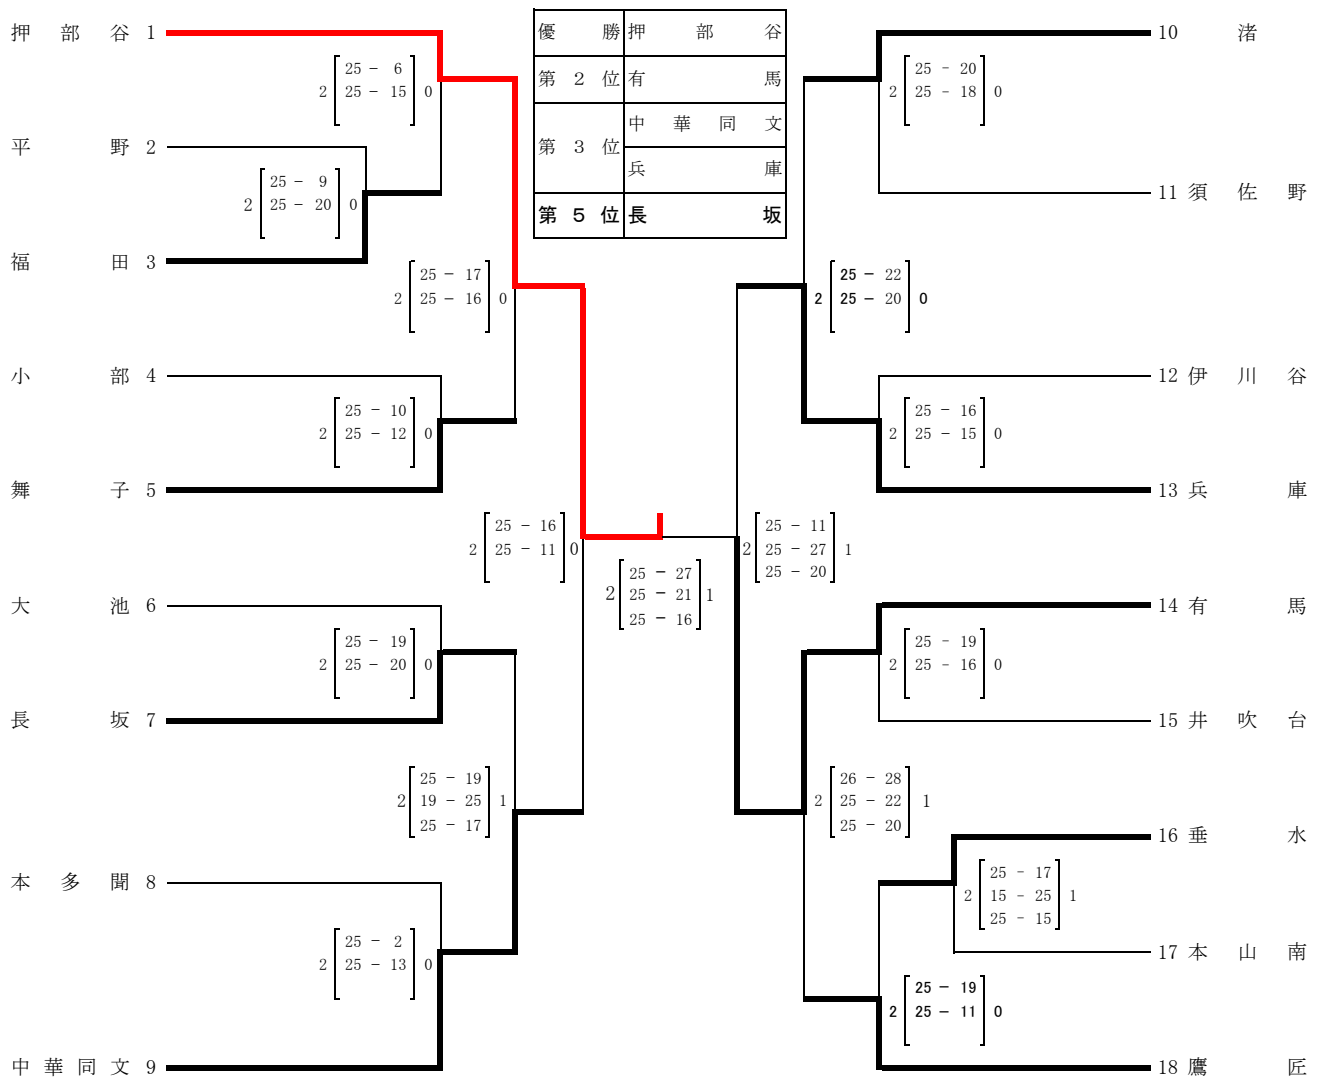 優勝 押部谷
第2位 有馬
第3位 中華同文
兵庫
第5位 長坂
押部谷 1
2 25 - 6 0
25 - 15
平野 2
2 25 - 9 0
25 - 20
福田 3
2 25 - 17 0
25 - 16
小部 4
2 25 - 10 0
25 - 12
舞子 5
2 25 - 16 0
25 - 11
大池 6
2 25 - 19 0
25 - 20
長坂 7
2 25 - 19 1
19 - 25
25 - 17
本多聞 8
2 25 - 2 0
25 - 13
中華同文 9
2 25 - 27 1
25 - 21
25 - 16
10 渚
2 25 - 20 0
25 - 18
11 須佐野
2 25 - 22 0
25 - 20
12 伊川谷
2 25 - 16 0
25 - 15
13 兵庫
2 25 - 11 1
25 - 27
25 - 20
14 有馬
2 25 - 19 0
25 - 16
15 井吹台
2 26 - 28 1
25 - 22
25 - 20
16 垂水
2 25 - 17 1
15 - 25
25 - 15
17 本山南
2 25 - 19 0
25 - 11
18 鷹匠